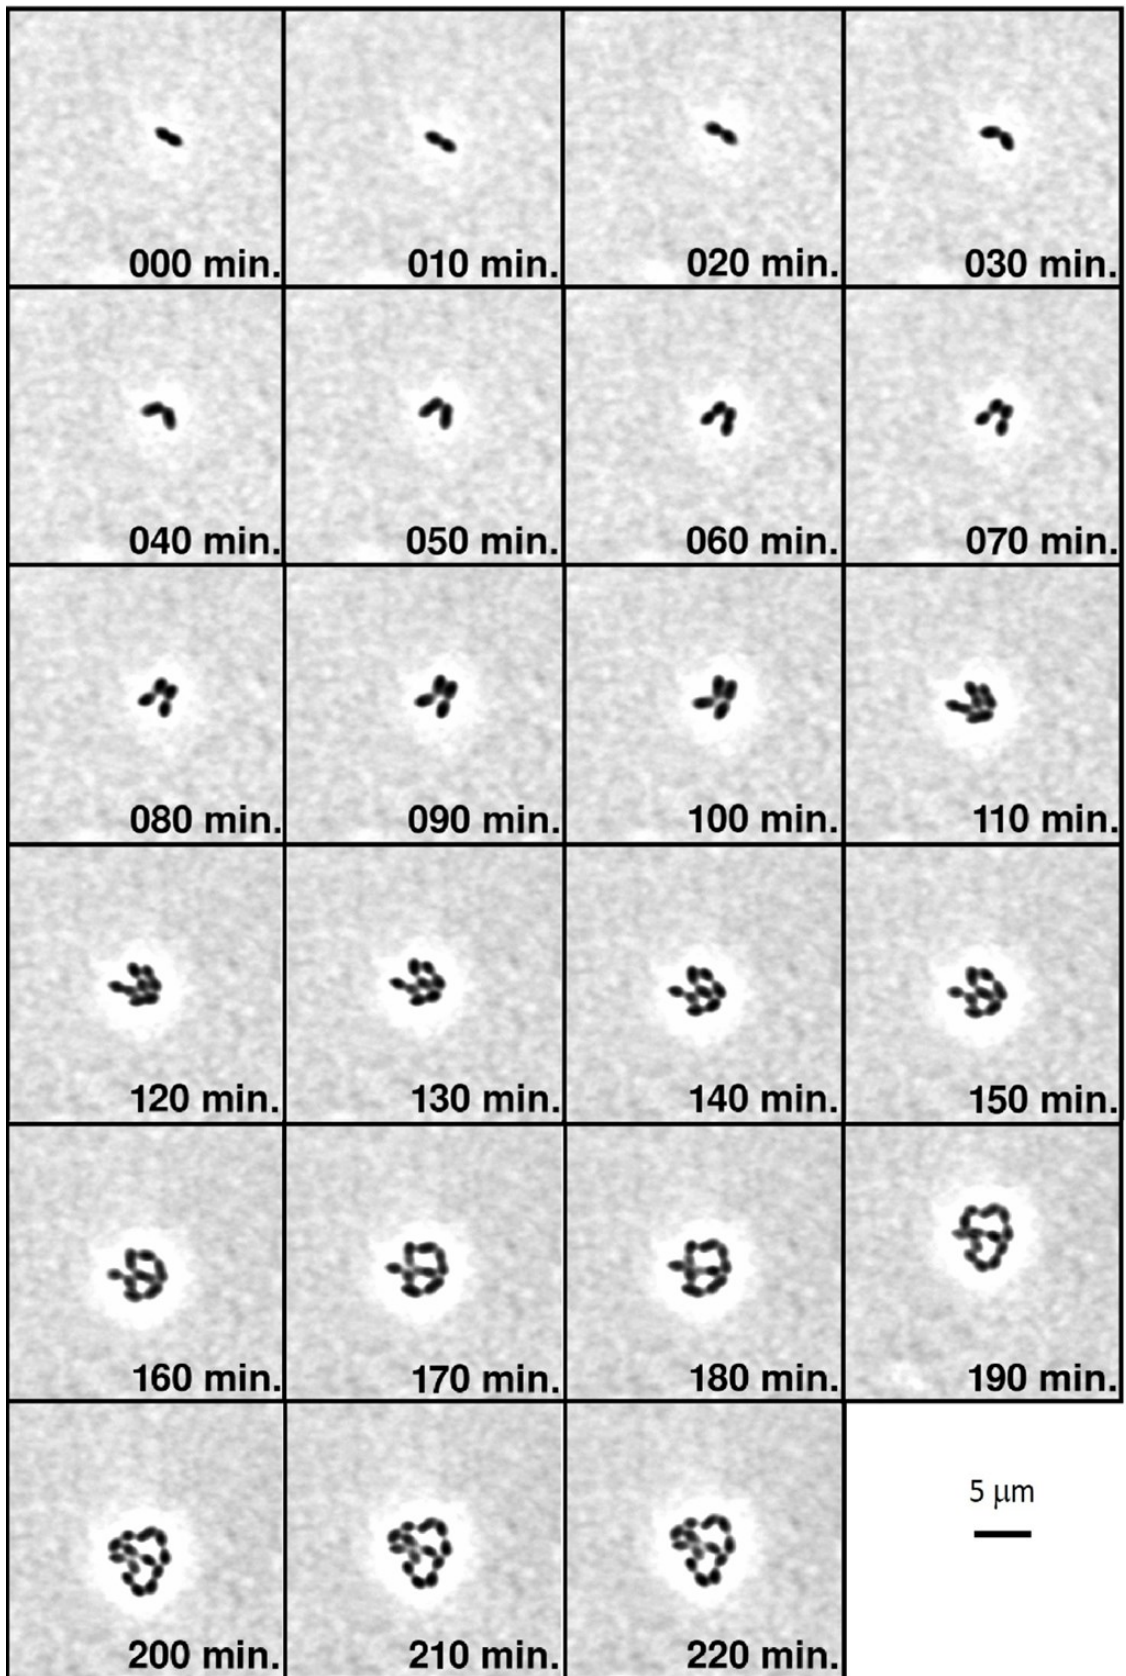 000 min.
010 min.
020 min.
030 min.
040 min.
050 min.
060 min.
070 min.
080 min.
090 min.
100 min.
110 min.
120 min.
130 min.
140 min.
150 min.
160 min.
170 min.
180 min.
190 min.
200 min.
210 min.
220 min.
5 μm